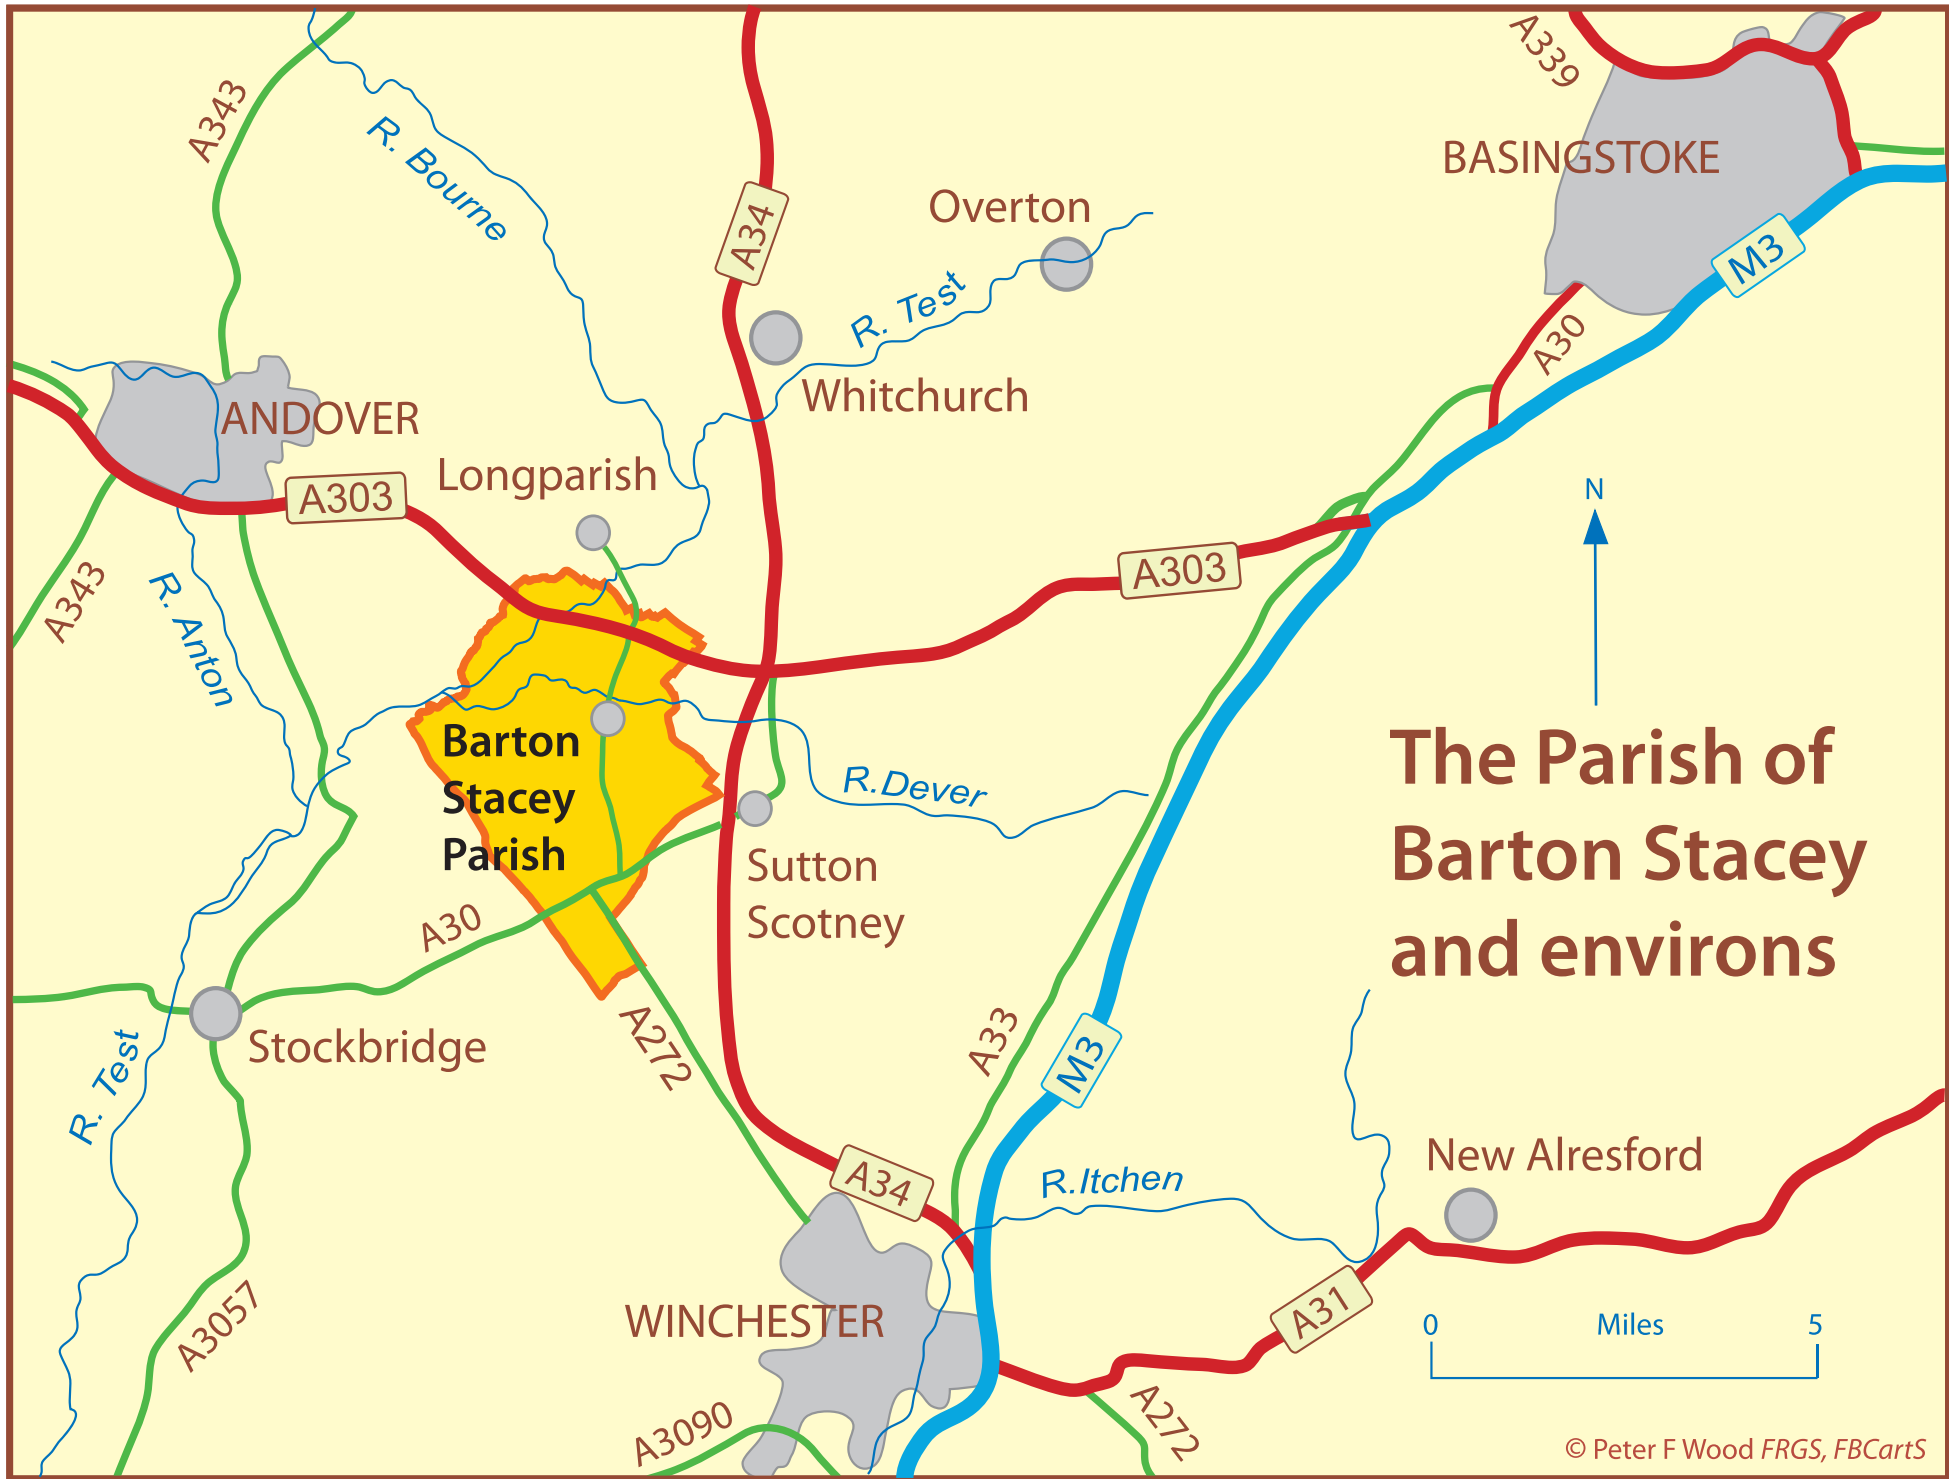 A339
A343
R. Bourne
BASINGSTOKE
Overton
A34
M3
R. Test
A30
Whitchurch
ANDOVER
Longparish
A303
N
A303
A343
R. Anton
The Parish of
Barton Stacey
and environs
Barton
Stacey
Parish
R.Dever
Sutton
Scotney
A30
Stockbridge
A272
A33
M3
R. Test
New Alresford
A34
R.Itchen
A3057
WINCHESTER
A31
0 Miles 5
A3090
A272
© Peter F Wood FRGS, FBCartS